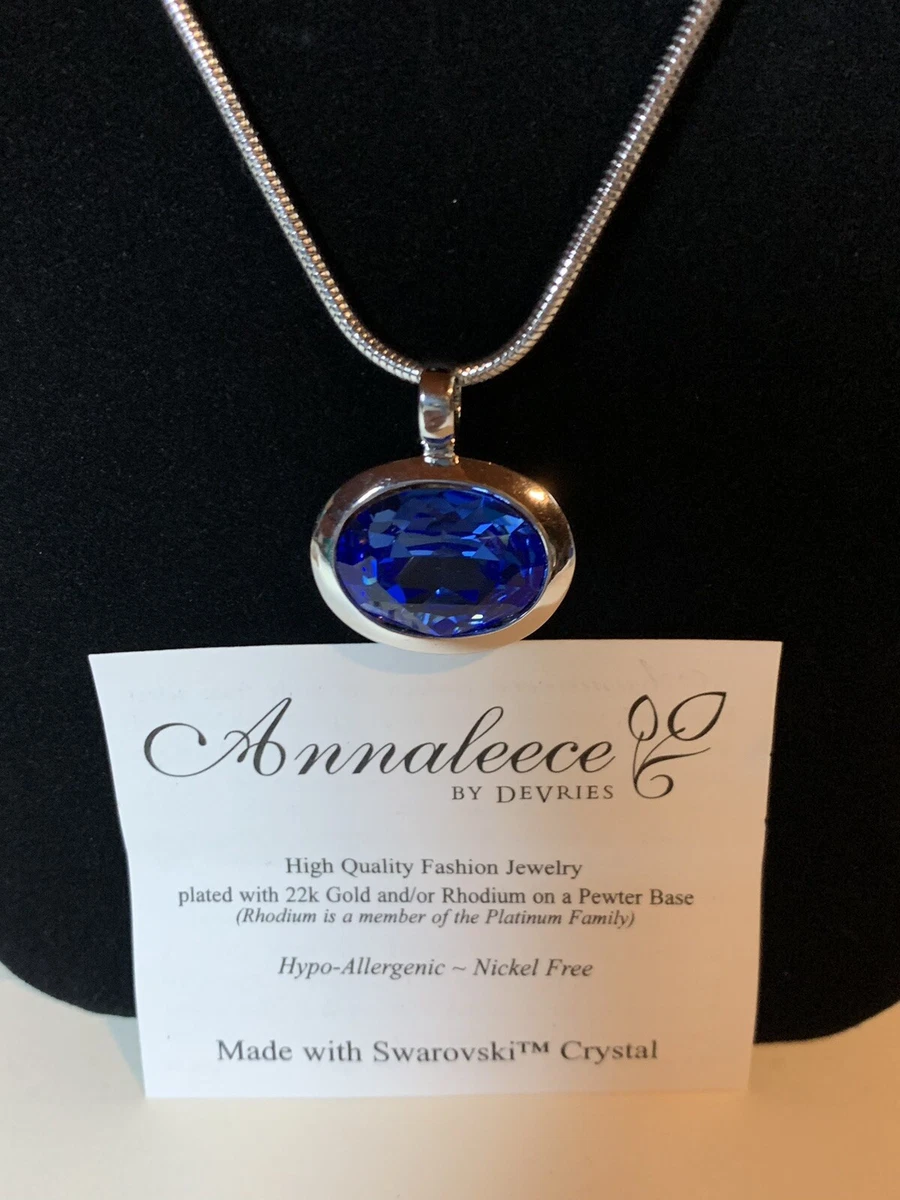 Annaleece
BY DEVRIES
High Quality Fashion Jewelry
plated with 22k Gold and/or Rhodium on a Pewter Base
(Rhodium is a member of the Platinum Family)
Hypo-Allergenic ~ Nickel Free
Made with Swarovski™ Crystal